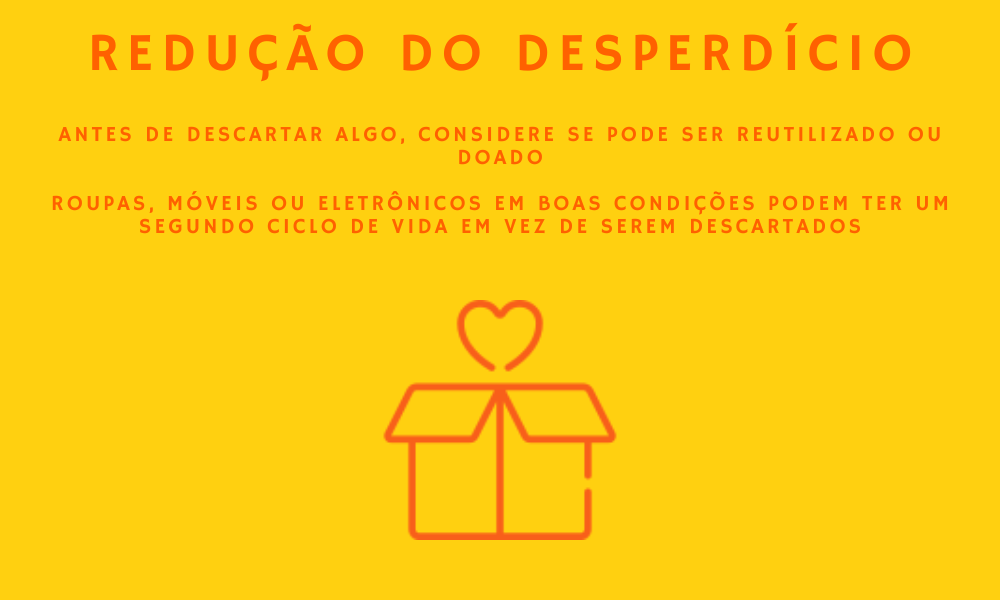 REDUÇÃO DO DESPERDÍCIO
ANTES DE DESCARTAR ALGO, CONSIDERE SE PODE SER REUTILIZADO OU
DOADO
ROUPAS, MÓVEIS OU ELETRÔNICOS EM BOAS CONDIÇÕES PODEM TER UM
SEGUNDO CICLO DE VIDA EM VEZ DE SEREM DESCARTADOS